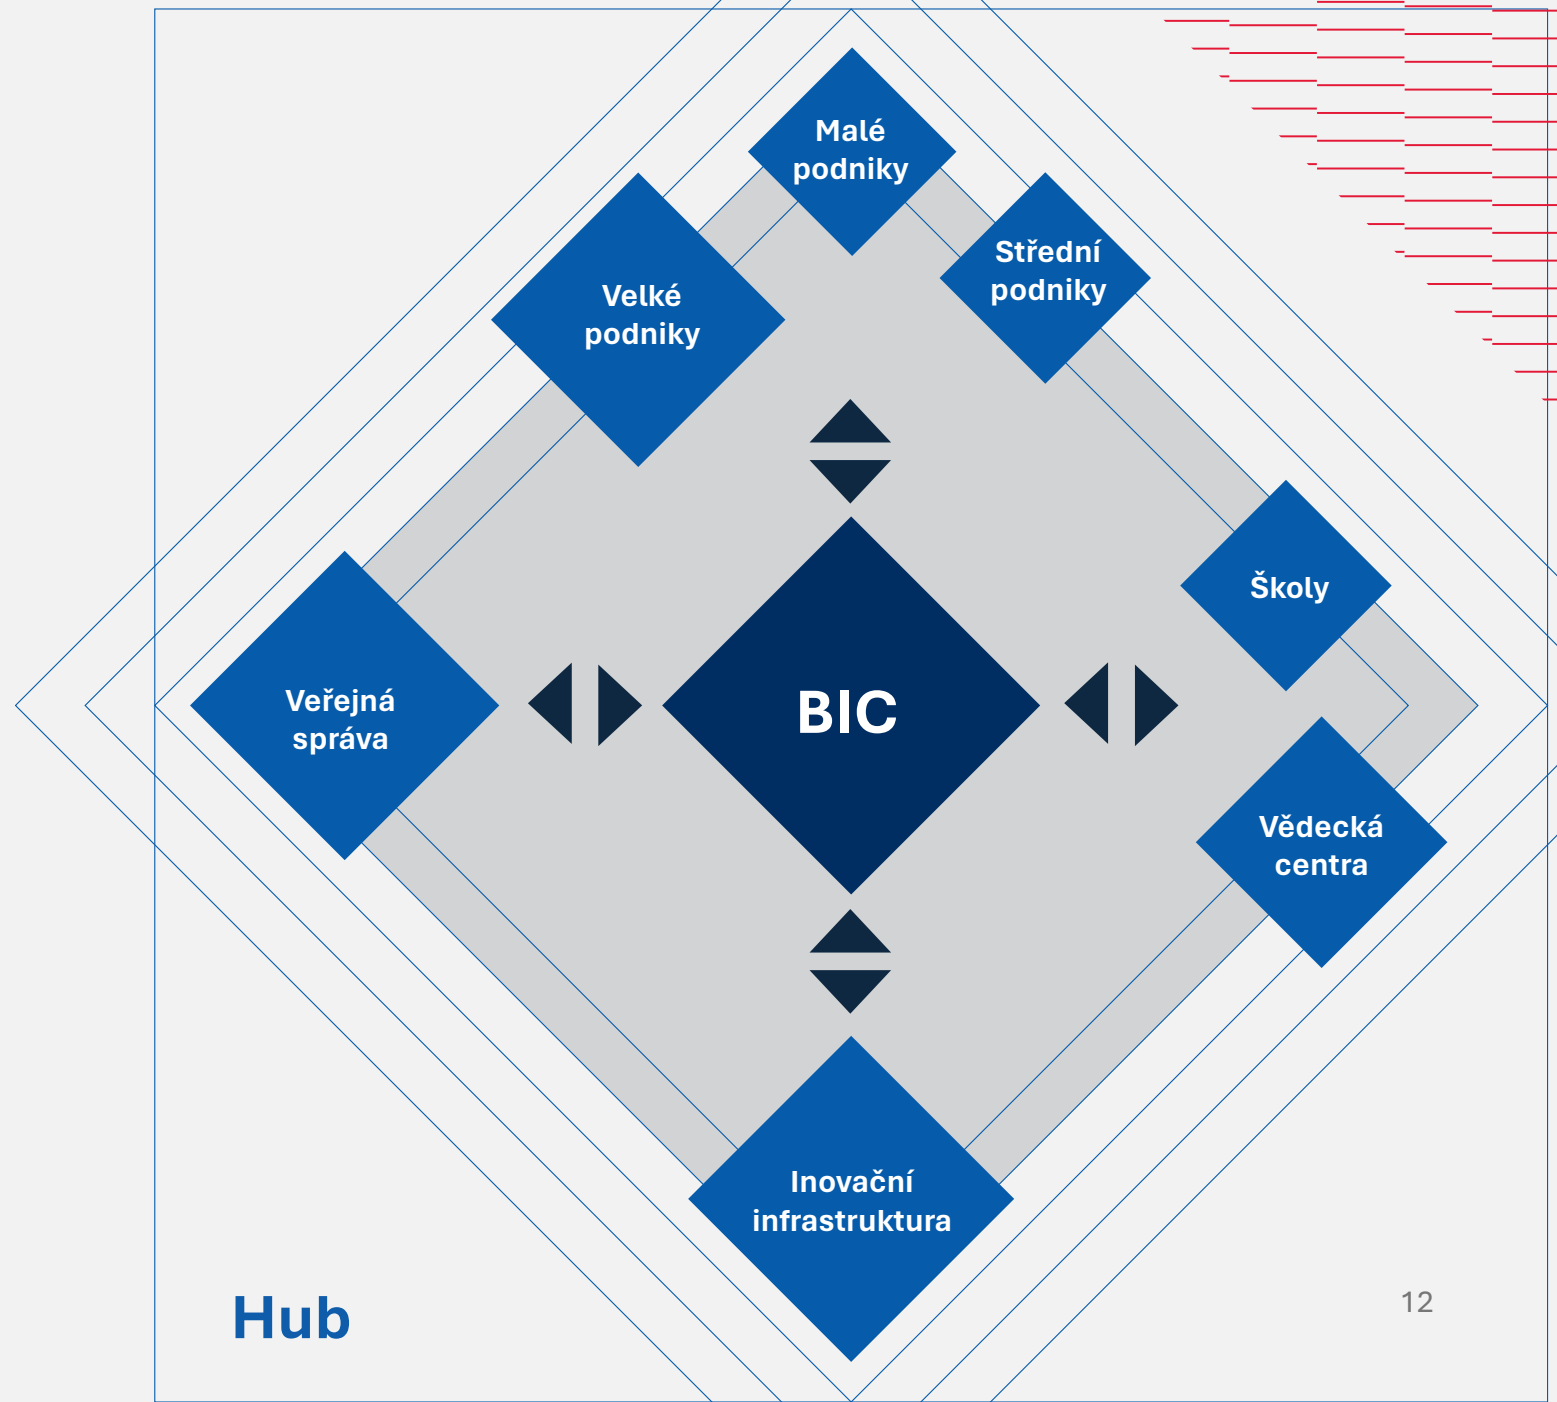 Malé
podniky
Střední
podniky
Velké
podniky
Školy
Veřejná
správa
BIC
Vědecká
centra
Inovační
infrastruktura
Hub
12